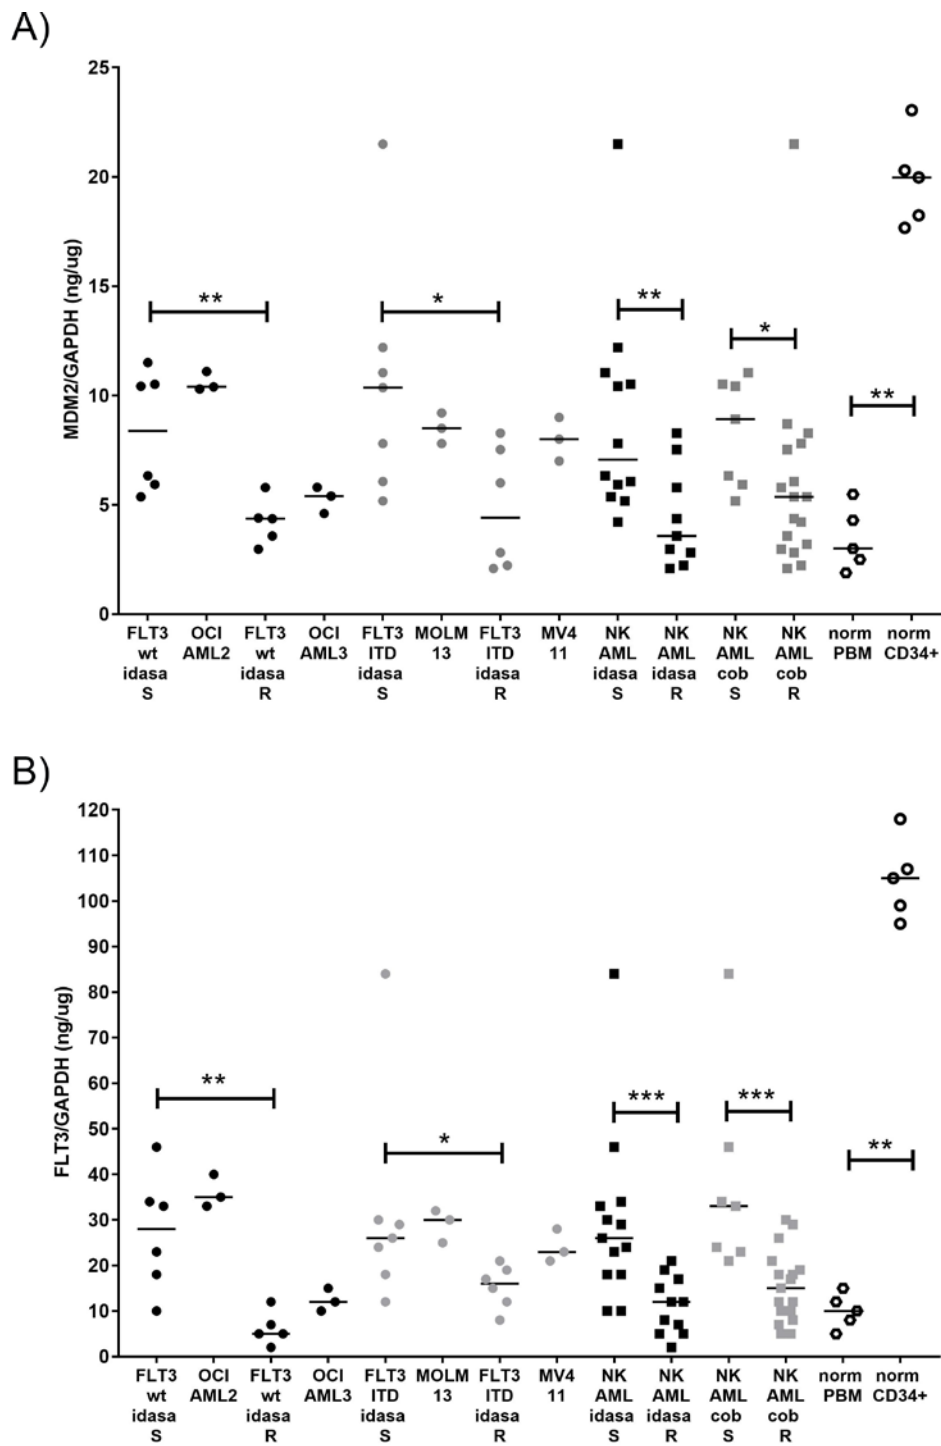 A)
MDM2/GAPDH (ng/ug)
25
20
15
10
5
0
**
*
**
*
**
FLT3 wt idasa S
OCI AML2
FLT3 wt idasa R
OCI AML3
FLT3 ITD idasa S
MOLM 13
FLT3 ITD idasa R
MV4 11
NK AML idasa S
NK AML idasa R
NK AML cob S
NK AML cob R
norm PBM
norm CD34+
B)
FLT3/GAPDH (ng/ug)
120
110
100
90
80
70
60
50
40
30
20
10
0
**
*
***
***
**
FLT3 wt idasa S
OCI AML2
FLT3 wt idasa R
OCI AML3
FLT3 ITD idasa S
MOLM 13
FLT3 ITD idasa R
MV4 11
NK AML idasa S
NK AML idasa R
NK AML cob S
NK AML cob R
norm PBM
norm CD34+